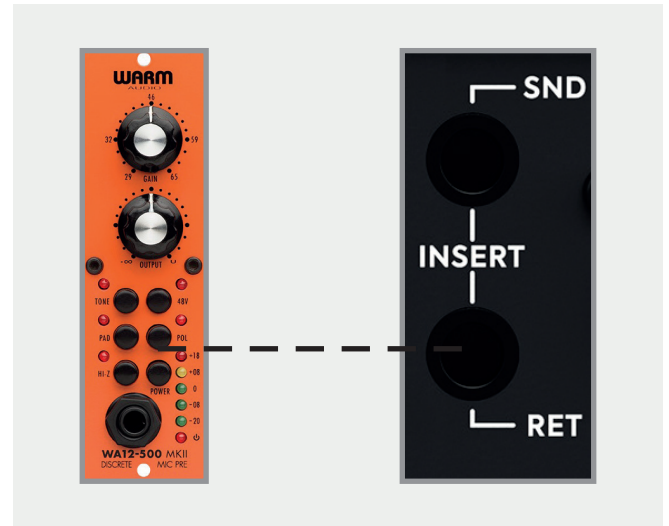 WARM
AUDIO
46
32 59
29 GAIN 65
-∞ OUTPUT 0
TONE 48V
PAD POL
+18
HI-Z +08
POWER 0
-08
-20
WA12-500 MKII
DISCRETE MIC PRE
SND
INSERT
RET